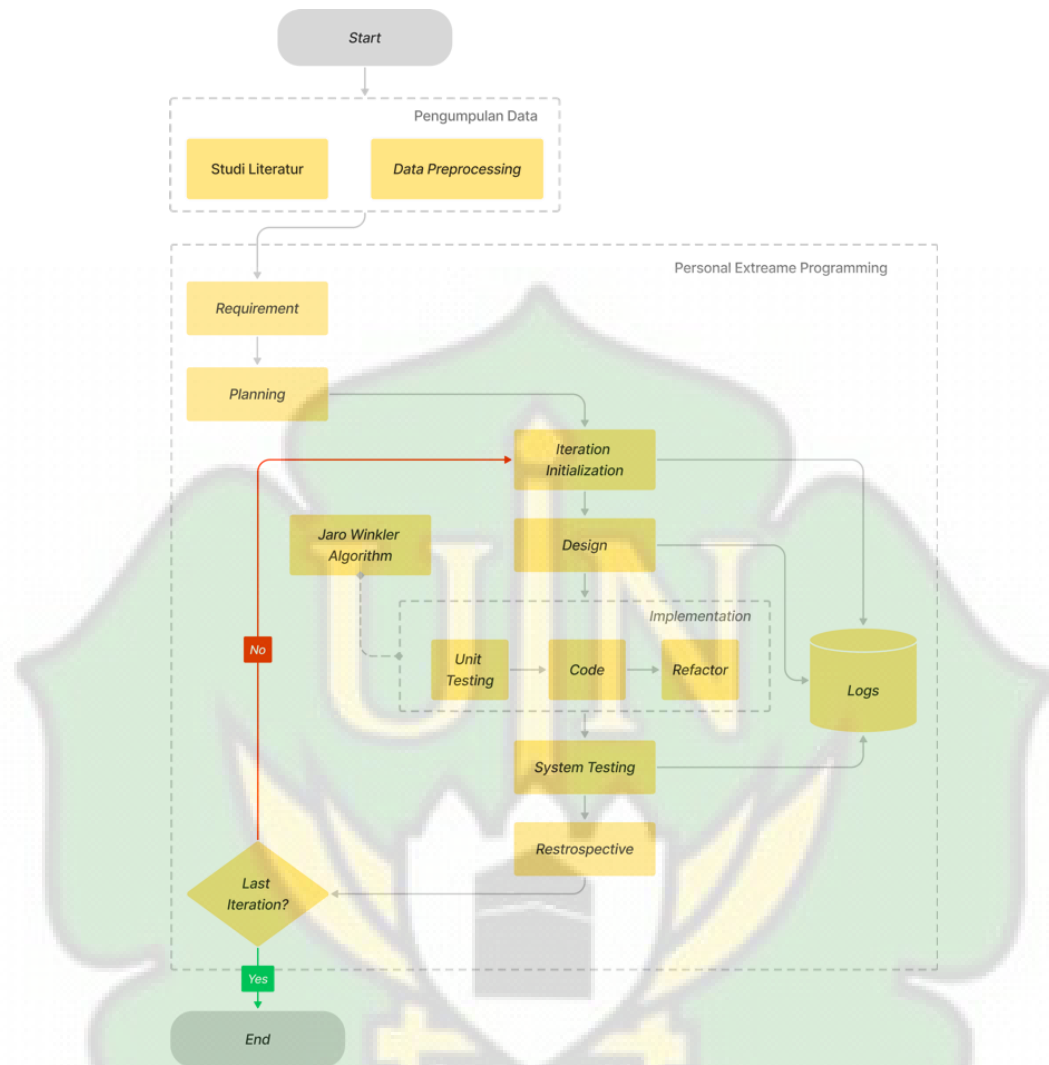 Start
Pengumpulan Data
Studi Literatur
Data Preprocessing
Personal Extreame Programming
Requirement
Planning
Iteration
Initialization
Jaro Winkler
Algorithm
Design
Implementation
Unit
Testing
Code
Refactor
No
Logs
System Testing
Restrospective
Last
Iteration?
Yes
End
UIN